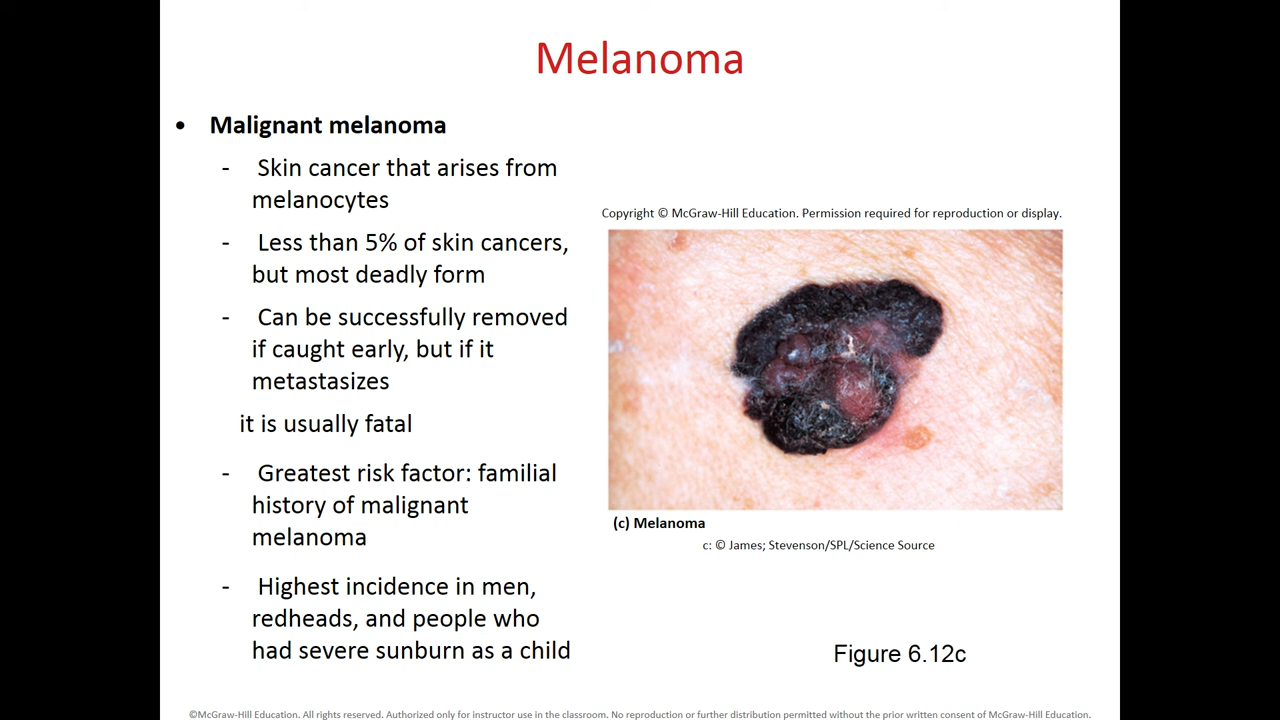 Melanoma
• Malignant melanoma
- Skin cancer that arises from
melanocytes
- Less than 5% of skin cancers,
but most deadly form
- Can be successfully removed
if caught early, but if it
metastasizes
it is usually fatal
- Greatest risk factor: familial
history of malignant
melanoma
- Highest incidence in men,
redheads, and people who
had severe sunburn as a child
Copyright © McGraw-Hill Education. Permission required for reproduction or display.
(c) Melanoma
c: © James; Stevenson/SPL/Science Source
Figure 6.12c
©McGraw-Hill Education. All rights reserved. Authorized only for instructor use in the classroom. No reproduction or further distribution permitted without the prior written consent of McGraw-Hill Education.